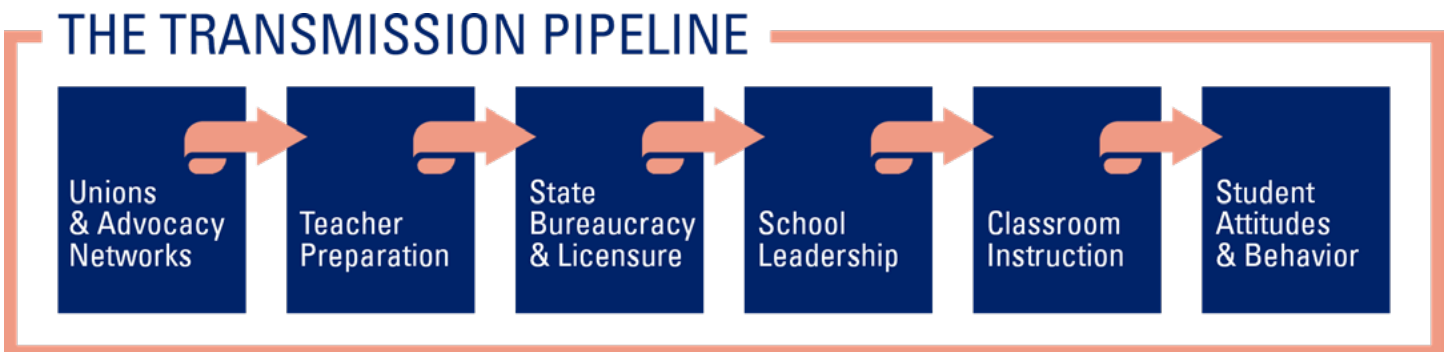 THE TRANSMISSION PIPELINE
Unions
& Advocacy
Networks
Teacher
Preparation
State
Bureaucracy
& Licensure
School
Leadership
Classroom
Instruction
Student
Attitudes
& Behavior